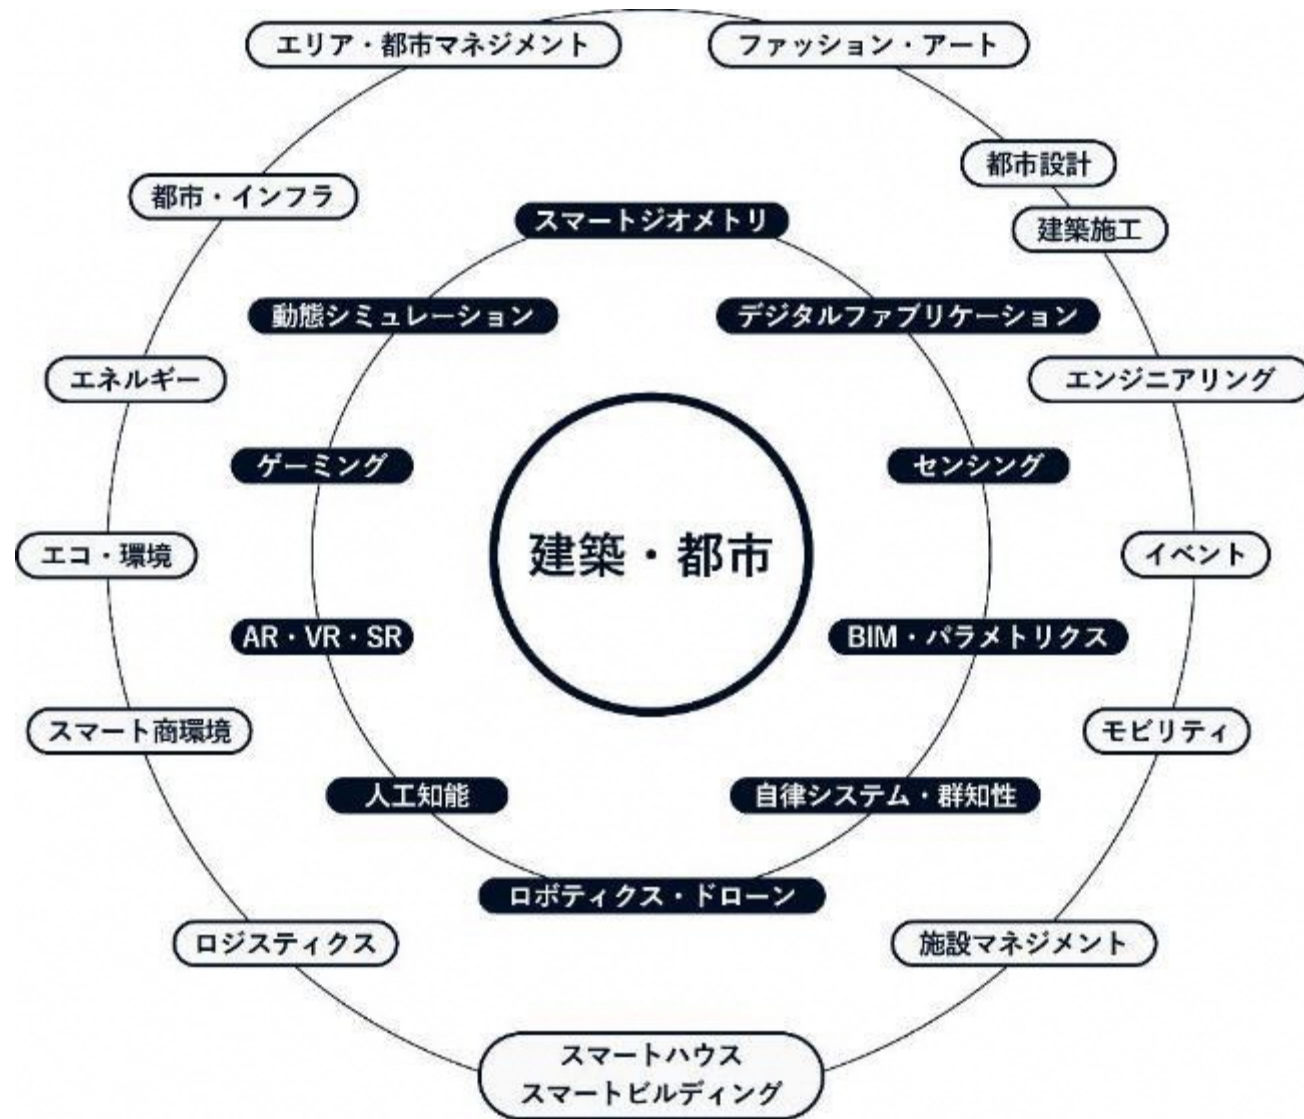 エリア・都市マネジメント
ファッション・アート
都市設計
都市・インフラ
スマートジオメトリ
建築施工
動態シミュレーション
デジタルファブリケーション
エネルギー
エンジニアリング
ゲーミング
センシング
建築・都市
エコ・環境
イベント
AR・VR・SR
BIM・パラメトリクス
スマート商環境
モビリティ
人工知能
自律システム・群知性
ロボティクス・ドローン
ロジスティクス
施設マネジメント
スマートハウス
スマートビルディング